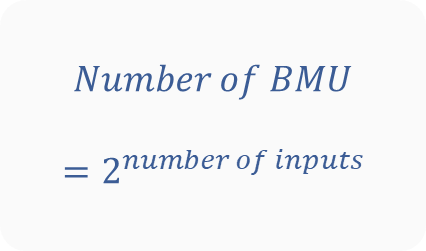 Number of BMU
= 2^{number of inputs}